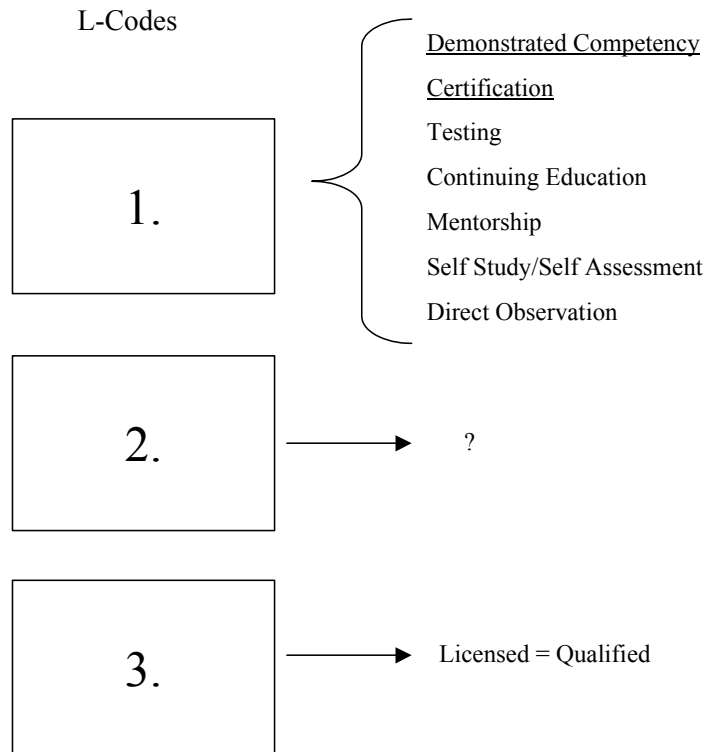 L-Codes
1.
Demonstrated Competency
Certification
Testing
Continuing Education
Mentorship
Self Study/Self Assessment
Direct Observation
2.
?
3.
Licensed = Qualified